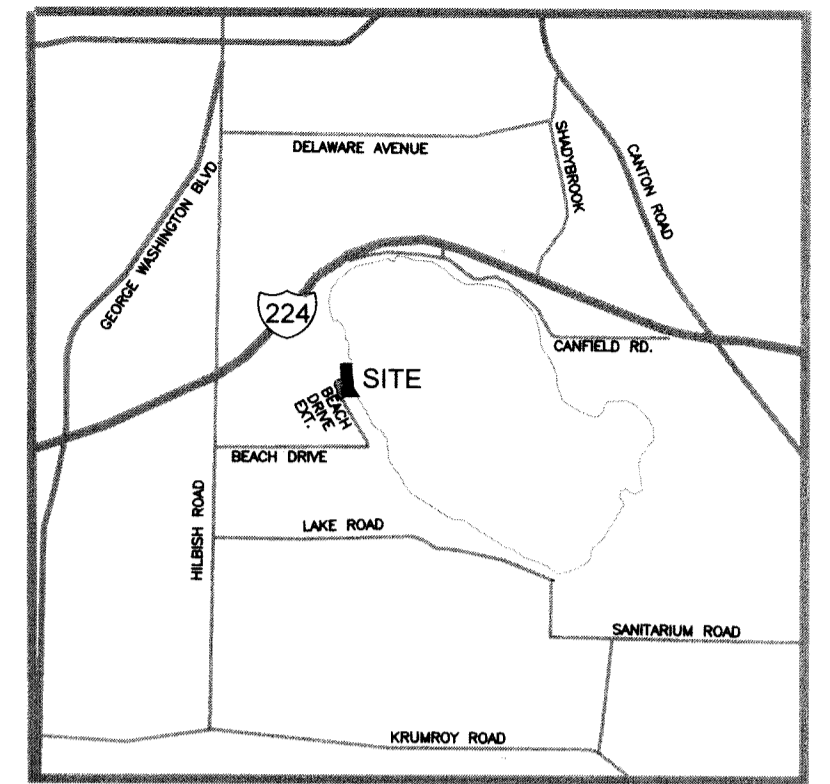 DELAWARE AVENUE
SHADYBROOK
CANTON ROAD
GEORGE WASHINGTON BLVD
224
CANFIELD RD.
SITE
BEACH
DRIVE
EXT.
BEACH DRIVE
HILBISH ROAD
LAKE ROAD
SANITARIUM ROAD
KRUMROY ROAD